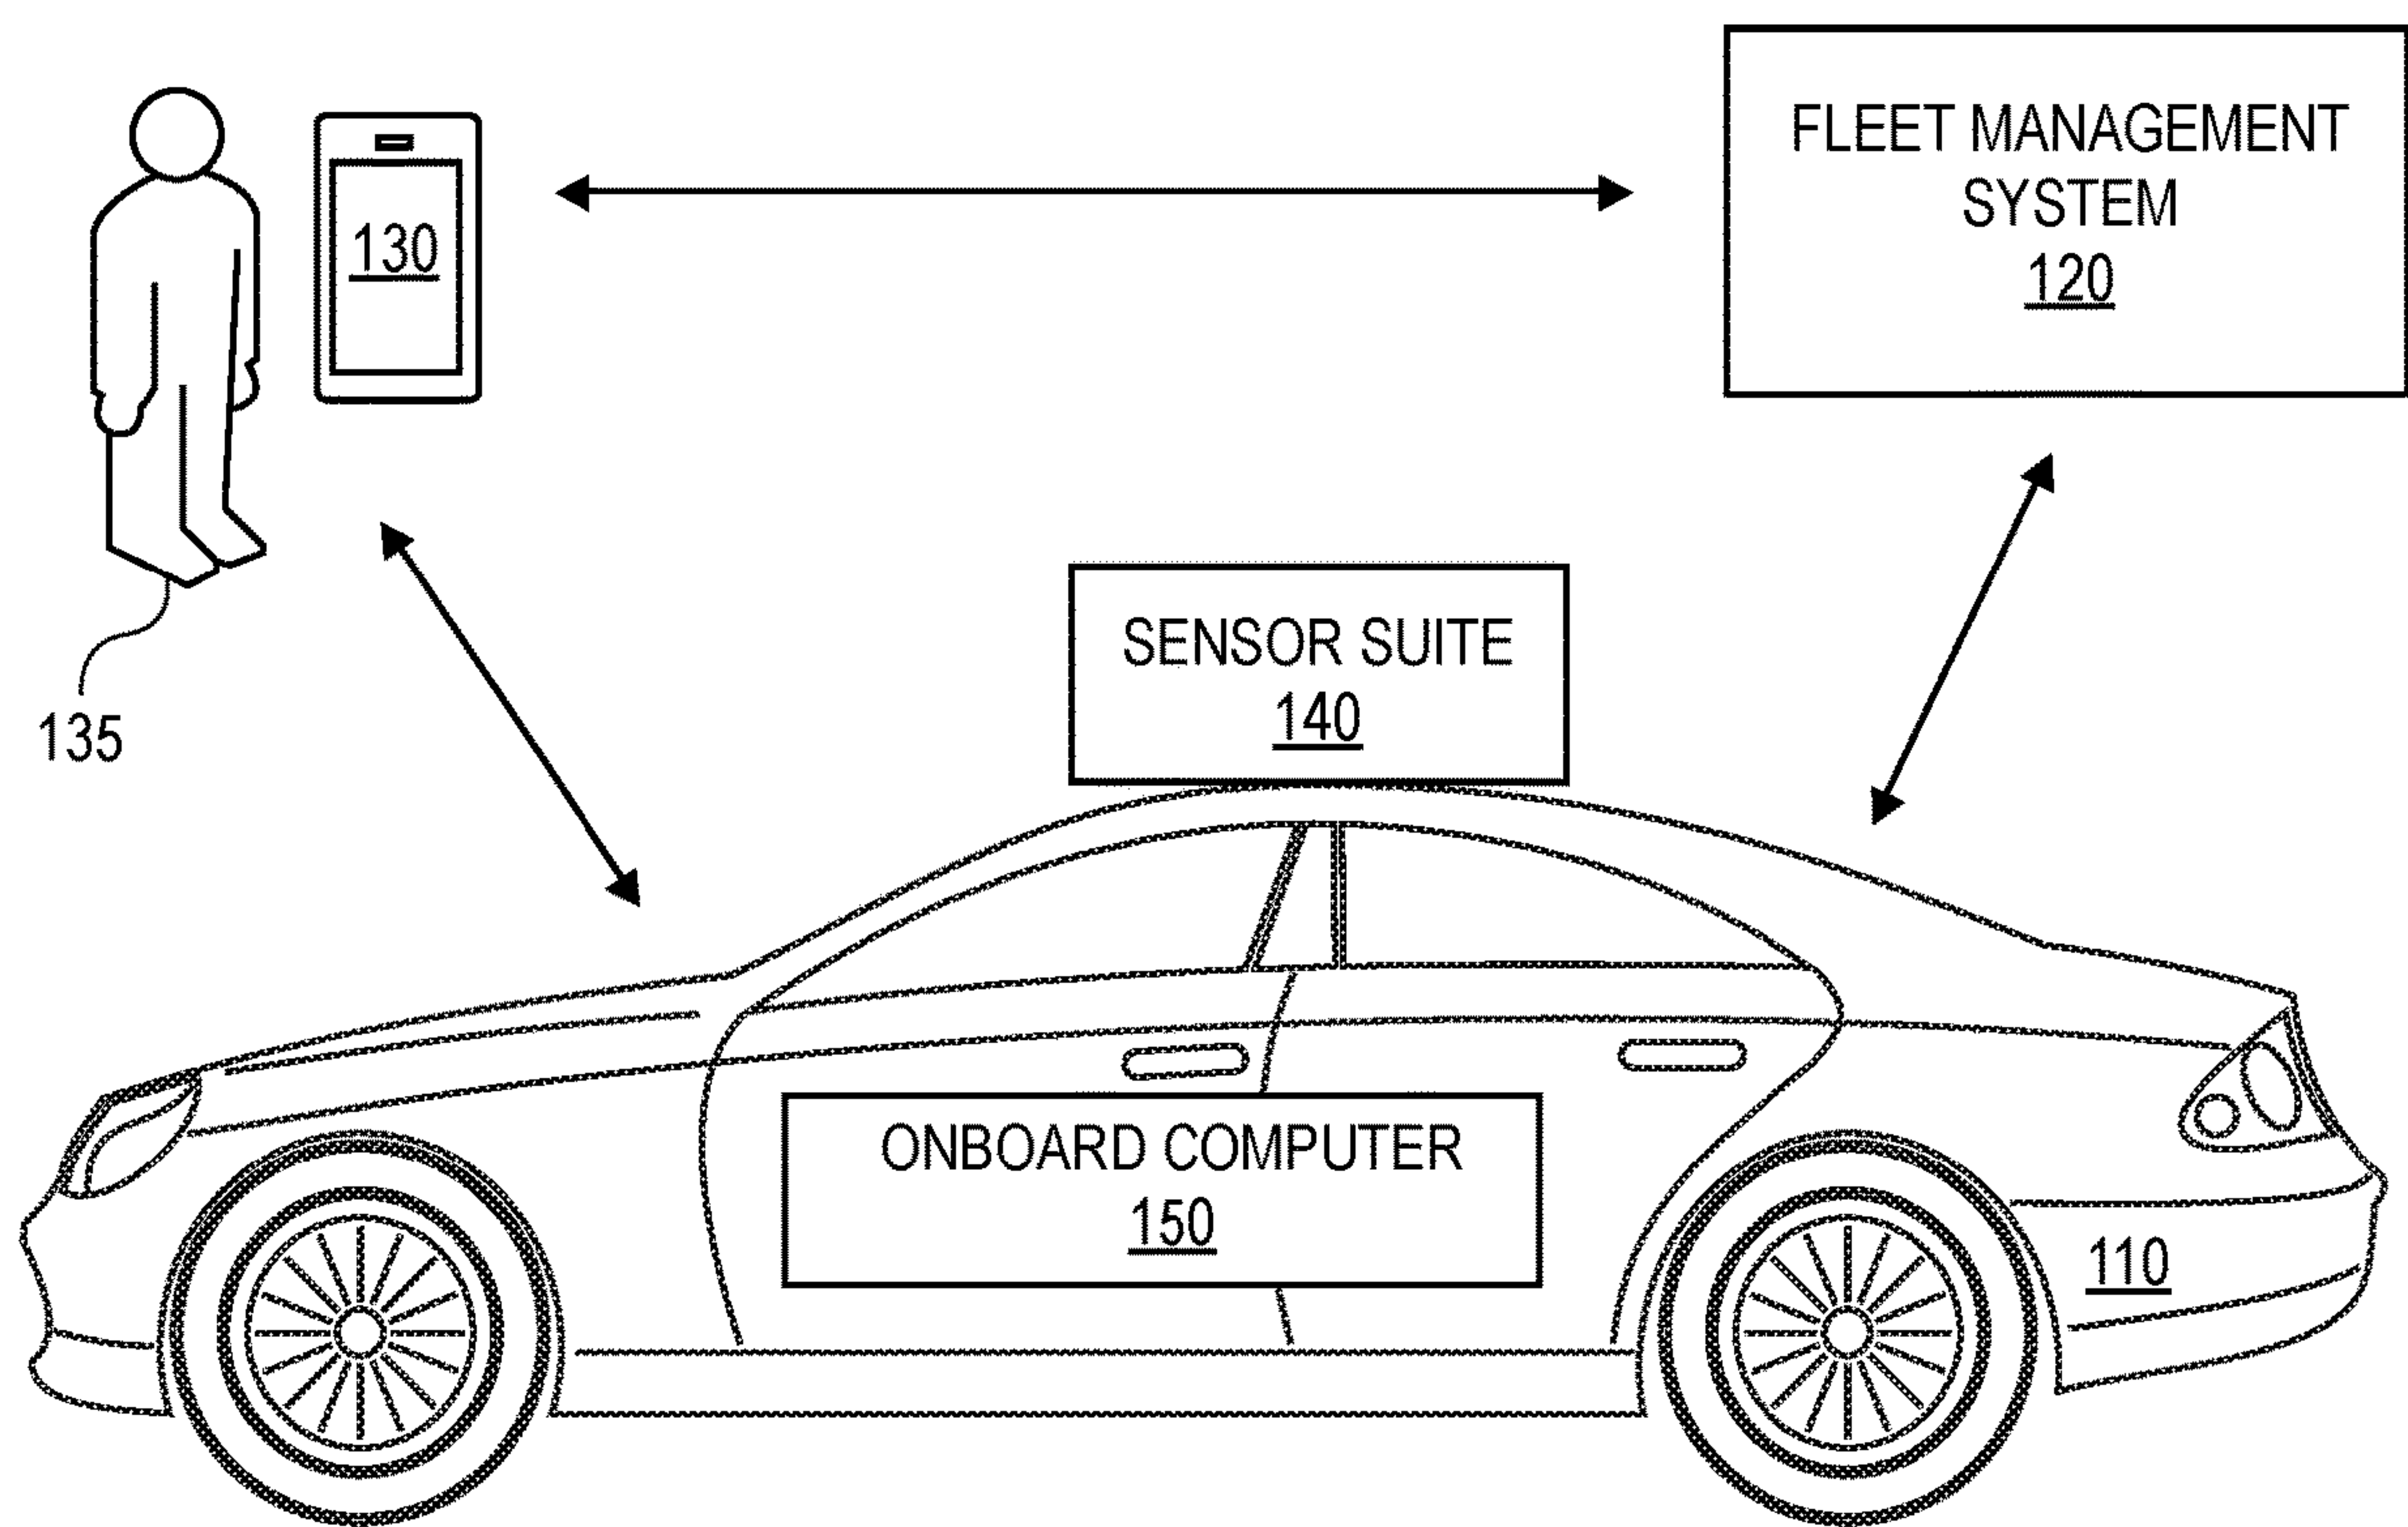 130
FLEET MANAGEMENT
SYSTEM
120
135
SENSOR SUITE
140
ONBOARD COMPUTER
150
110